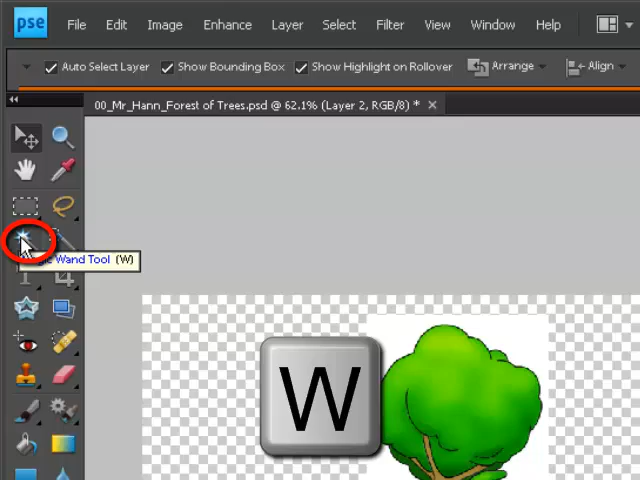 pse File Edit Image Enhance Layer Select Filter View Window Help
Auto Select Layer Show Bounding Box Show Highlight on Rollover Arrange Align
00_Mr_Hann_Forest of Trees.psd @ 62.1% (Layer 2, RGB/8) *
Wand Tool (W)
T
W